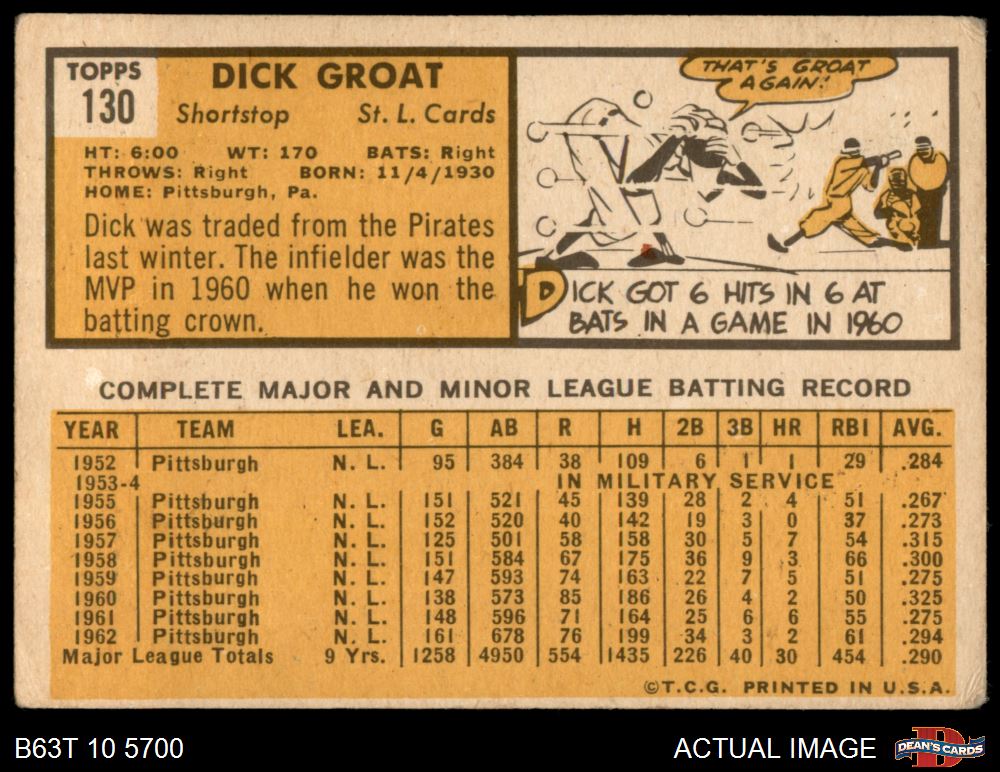 TOPPS
130
DICK GROAT
Shortstop St. L. Cards
HT: 6:00 WT: 170 BATS: Right
THROWS: Right BORN: 11/4/1930
HOME: Pittsburgh, Pa.
Dick was traded from the Pirates
last winter. The infielder was the
MVP in 1960 when he won the
batting crown.
THAT'S GROAT
AGAIN!
DICK GOT 6 HITS IN 6 AT
BATS IN A GAME IN 1960
COMPLETE MAJOR AND MINOR LEAGUE BATTING RECORD
YEAR TEAM LEA. G AB R H 2B 3B HR RBI AVG.
1952 Pittsburgh N. L. 95 384 38 109 6 1 1 29 .284
1953-4 IN MILITARY SERVICE
1955 Pittsburgh N. L. 151 521 45 139 28 2 4 51 .267
1956 Pittsburgh N. L. 152 520 40 142 19 3 0 37 .273
1957 Pittsburgh N. L. 125 501 58 158 30 5 7 54 .315
1958 Pittsburgh N. L. 151 584 67 175 36 9 3 66 .300
1959 Pittsburgh N. L. 147 593 74 163 22 7 5 51 .275
1960 Pittsburgh N. L. 138 573 85 186 26 4 2 50 .325
1961 Pittsburgh N. L. 148 596 71 164 25 6 6 55 .275
1962 Pittsburgh N. L. 161 678 76 199 34 3 2 61 .294
Major League Totals 9 Yrs. 1258 4950 554 1435 226 40 30 454 .290
©T.C.G. PRINTED IN U.S.A.
B63T 10 5700 ACTUAL IMAGE
D
DEAN'S CARDS